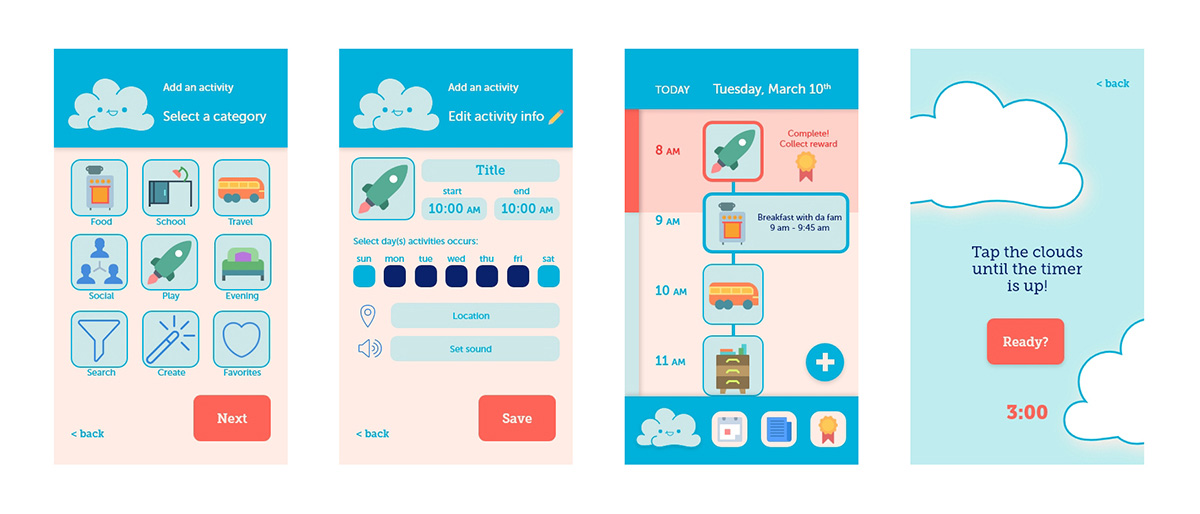 Add an activity
Select a category
Food
School
Travel
Social
Play
Evening
Search
Create
Favorites
Next
< back
Add an activity
Edit activity info
Title
start
end
10:00 AM
10:00 AM
Select day(s) activities occurs:
sun mon tue wed thu fri sat
Location
Set sound
Save
< back
TODAY
Tuesday, March 10th
8 AM
Complete!
Collect reward
9 AM
Breakfast with da fam
9 am - 9:45 am
10 AM
11 AM
< back
Tap the clouds
until the timer
is up!
Ready?
3:00